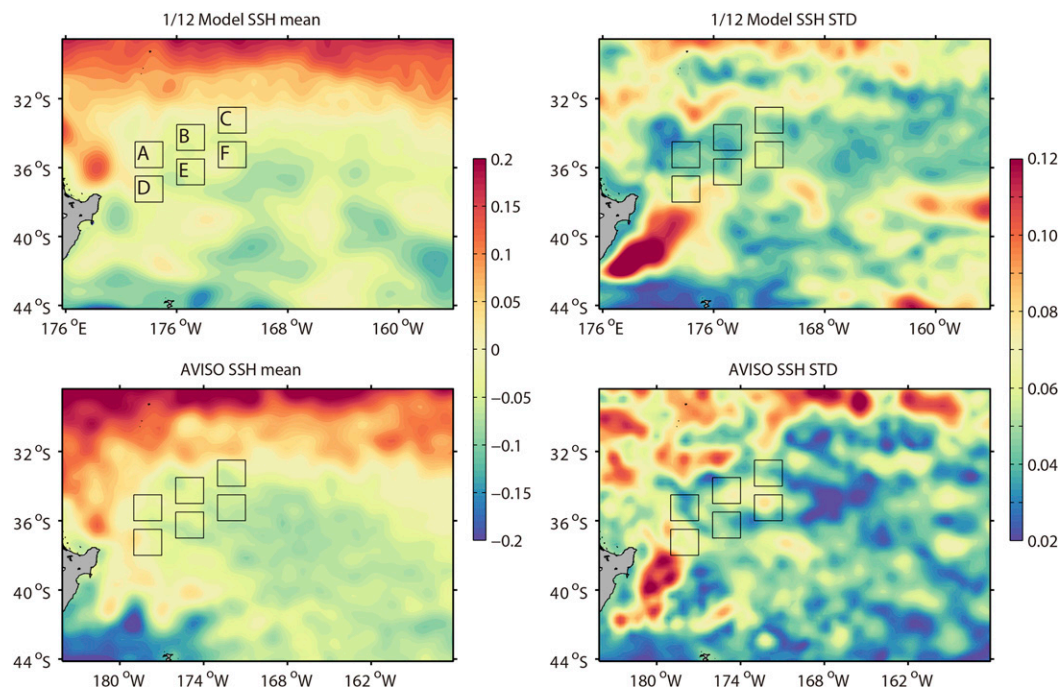 1/12 Model SSH mean
1/12 Model SSH STD
32°S
36°S
40°S
44°S
176°E
176°W
168°W
160°W
A
B
C
D
E
F
0.2
0.15
0.1
0.05
0
−0.05
−0.1
−0.15
−0.2
32°S
36°S
40°S
44°S
176°E
176°W
168°W
160°W
0.12
0.10
0.08
0.06
0.04
0.02
AVISO SSH mean
AVISO SSH STD
32°S
36°S
40°S
44°S
180°W
174°W
168°W
162°W
32°S
36°S
40°S
44°S
180°W
174°W
168°W
162°W